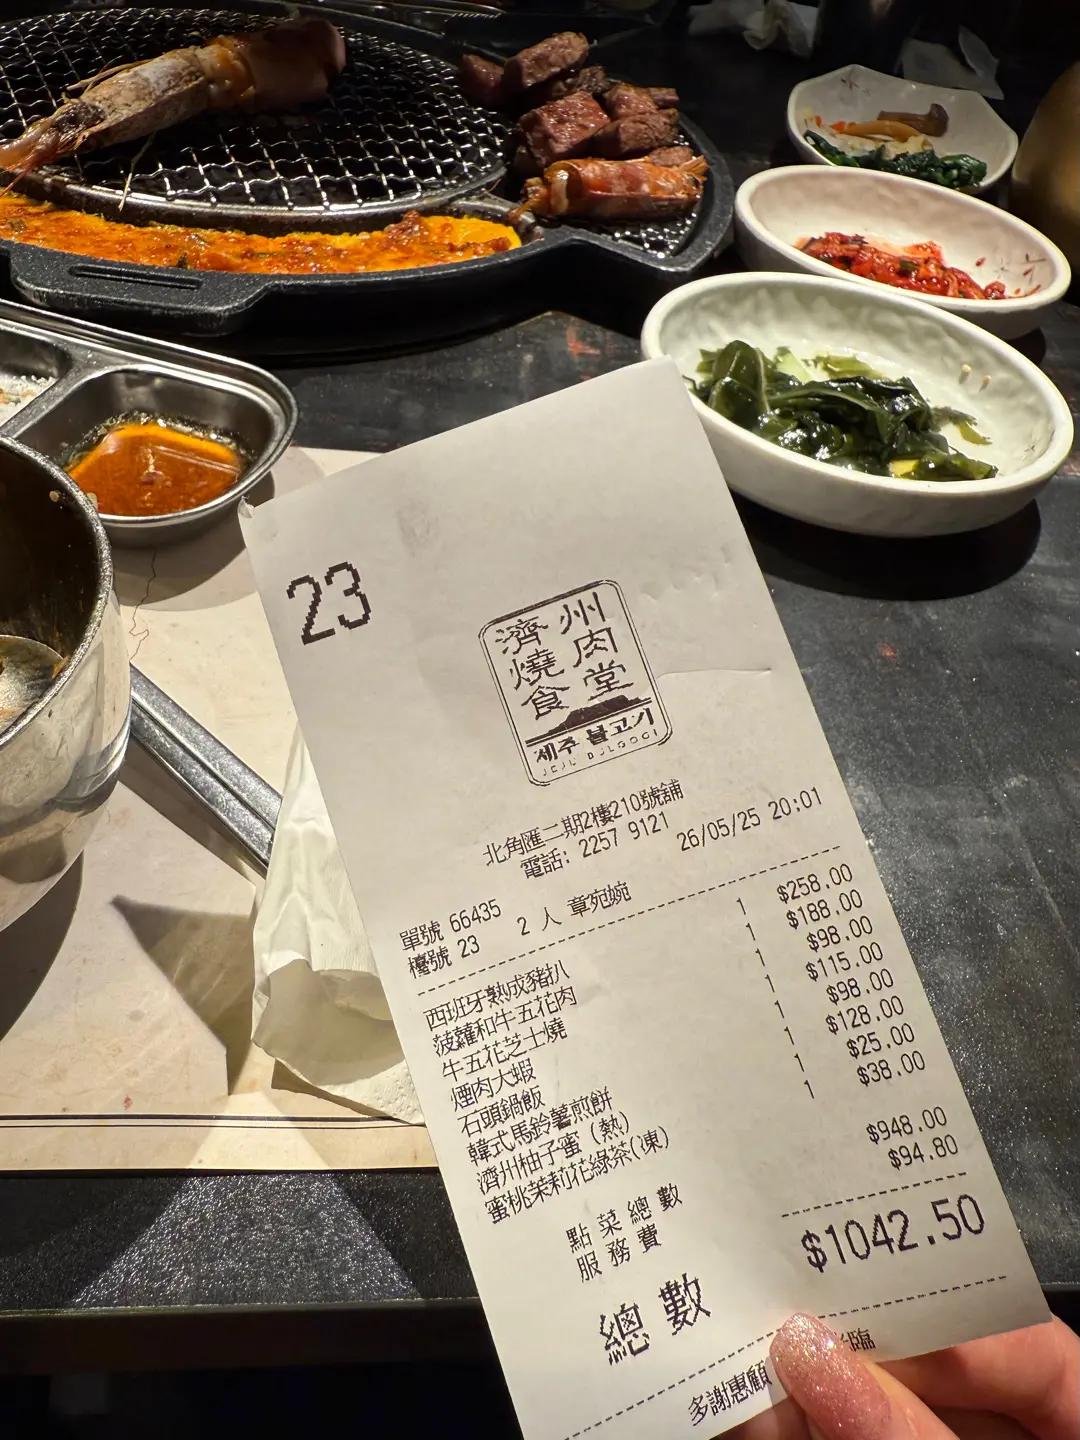 23
濟州
燒肉
食堂
제주 불고기
JEJU BULGOGI
北角匯二期2樓210號舖
電話: 2257 9121
26/05/25 20:01
單號 66435
檯號 23 2 人 章宛婉
西班牙熟成豬扒 1 $258.00
菠蘿和牛五花肉 1 $188.00
牛五花芝士燒 1 $98.00
煙肉大蝦 1 $115.00
石頭鍋飯 1 $98.00
韓式馬鈴薯煎餅 1 $128.00
濟州柚子蜜 (熱) 1 $25.00
蜜桃茉莉花綠茶(凍) 1 $38.00
點菜總數 $948.00
服務費 $94.80
總數 $1042.50
多謝惠顧 臨